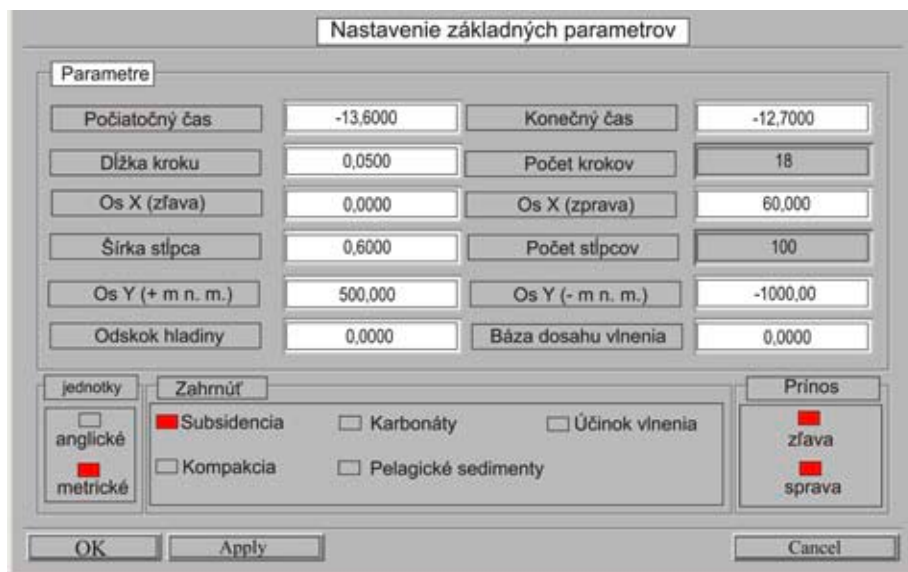 Nastavenie základných parametrov
Parametre
Počiatočný čas -13,6000 Konečný čas -12,7000
Dĺžka kroku 0,0500 Počet krokov 18
Os X (zľava) 0,0000 Os X (zprava) 60,000
Šírka stĺpca 0,6000 Počet stĺpcov 100
Os Y (+ m n. m.) 500,000 Os Y (- m n. m.) -1000,00
Odskok hladiny 0,0000 Báza dosahu vlnenia 0,0000
jednotky Zahrnúť Prínos
Subsidencia Karbonáty Účinok vlnenia
anglické zľava
Kompakcia Pelagické sedimenty
metrické sprava
OK Apply Cancel